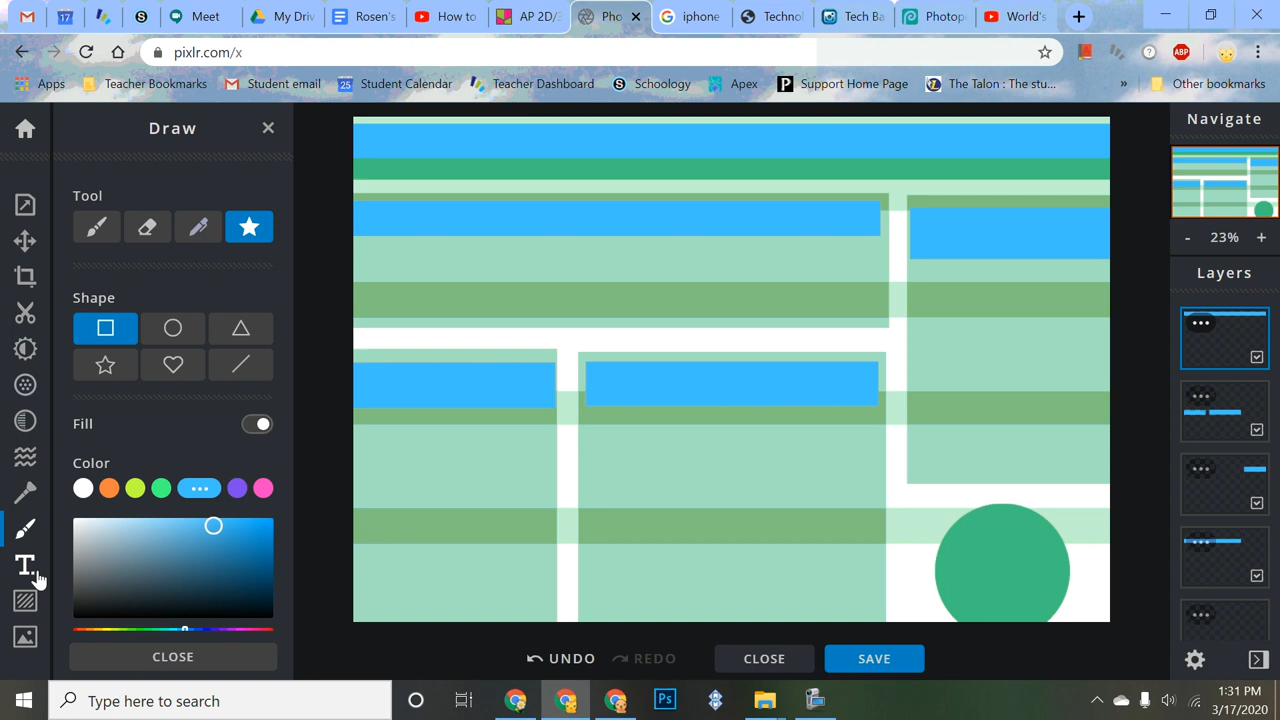 Meet
My Driv
Rosen's
How to
AP 2D/3
Pho
iphone
Techno
Tech ba
Photop
World:
pixlr.com/x
Apps
Teacher Bookmarks
Student email
Student Calendar
Teacher Dashboard
Schoology
Apex
Support Home Page
The Talon : The stu...
»
Other bookmarks
Draw
Tool
Shape
Fill
Color
CLOSE
UNDO
REDO
CLOSE
SAVE
Navigate
- 23% +
Layers
Type here to search
1:31 PM
3/17/2020